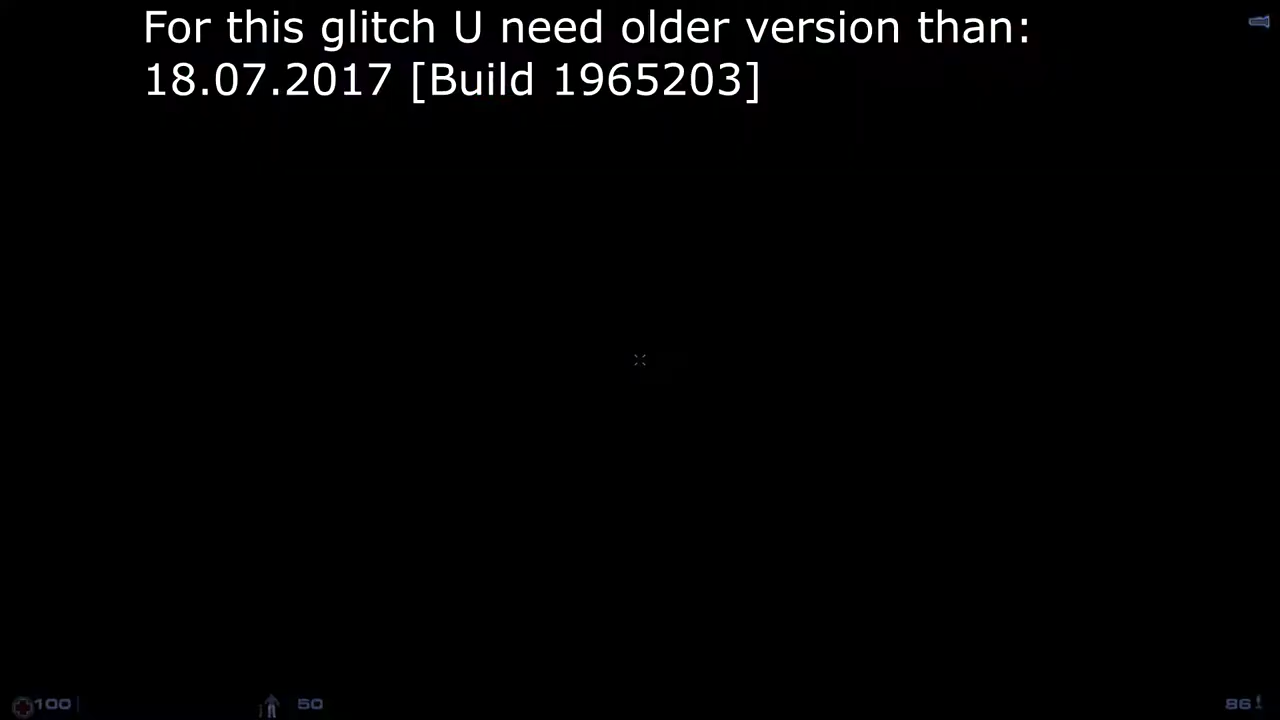 For this glitch U need older version than:
18.07.2017 [Build 1965203]
100 50 86